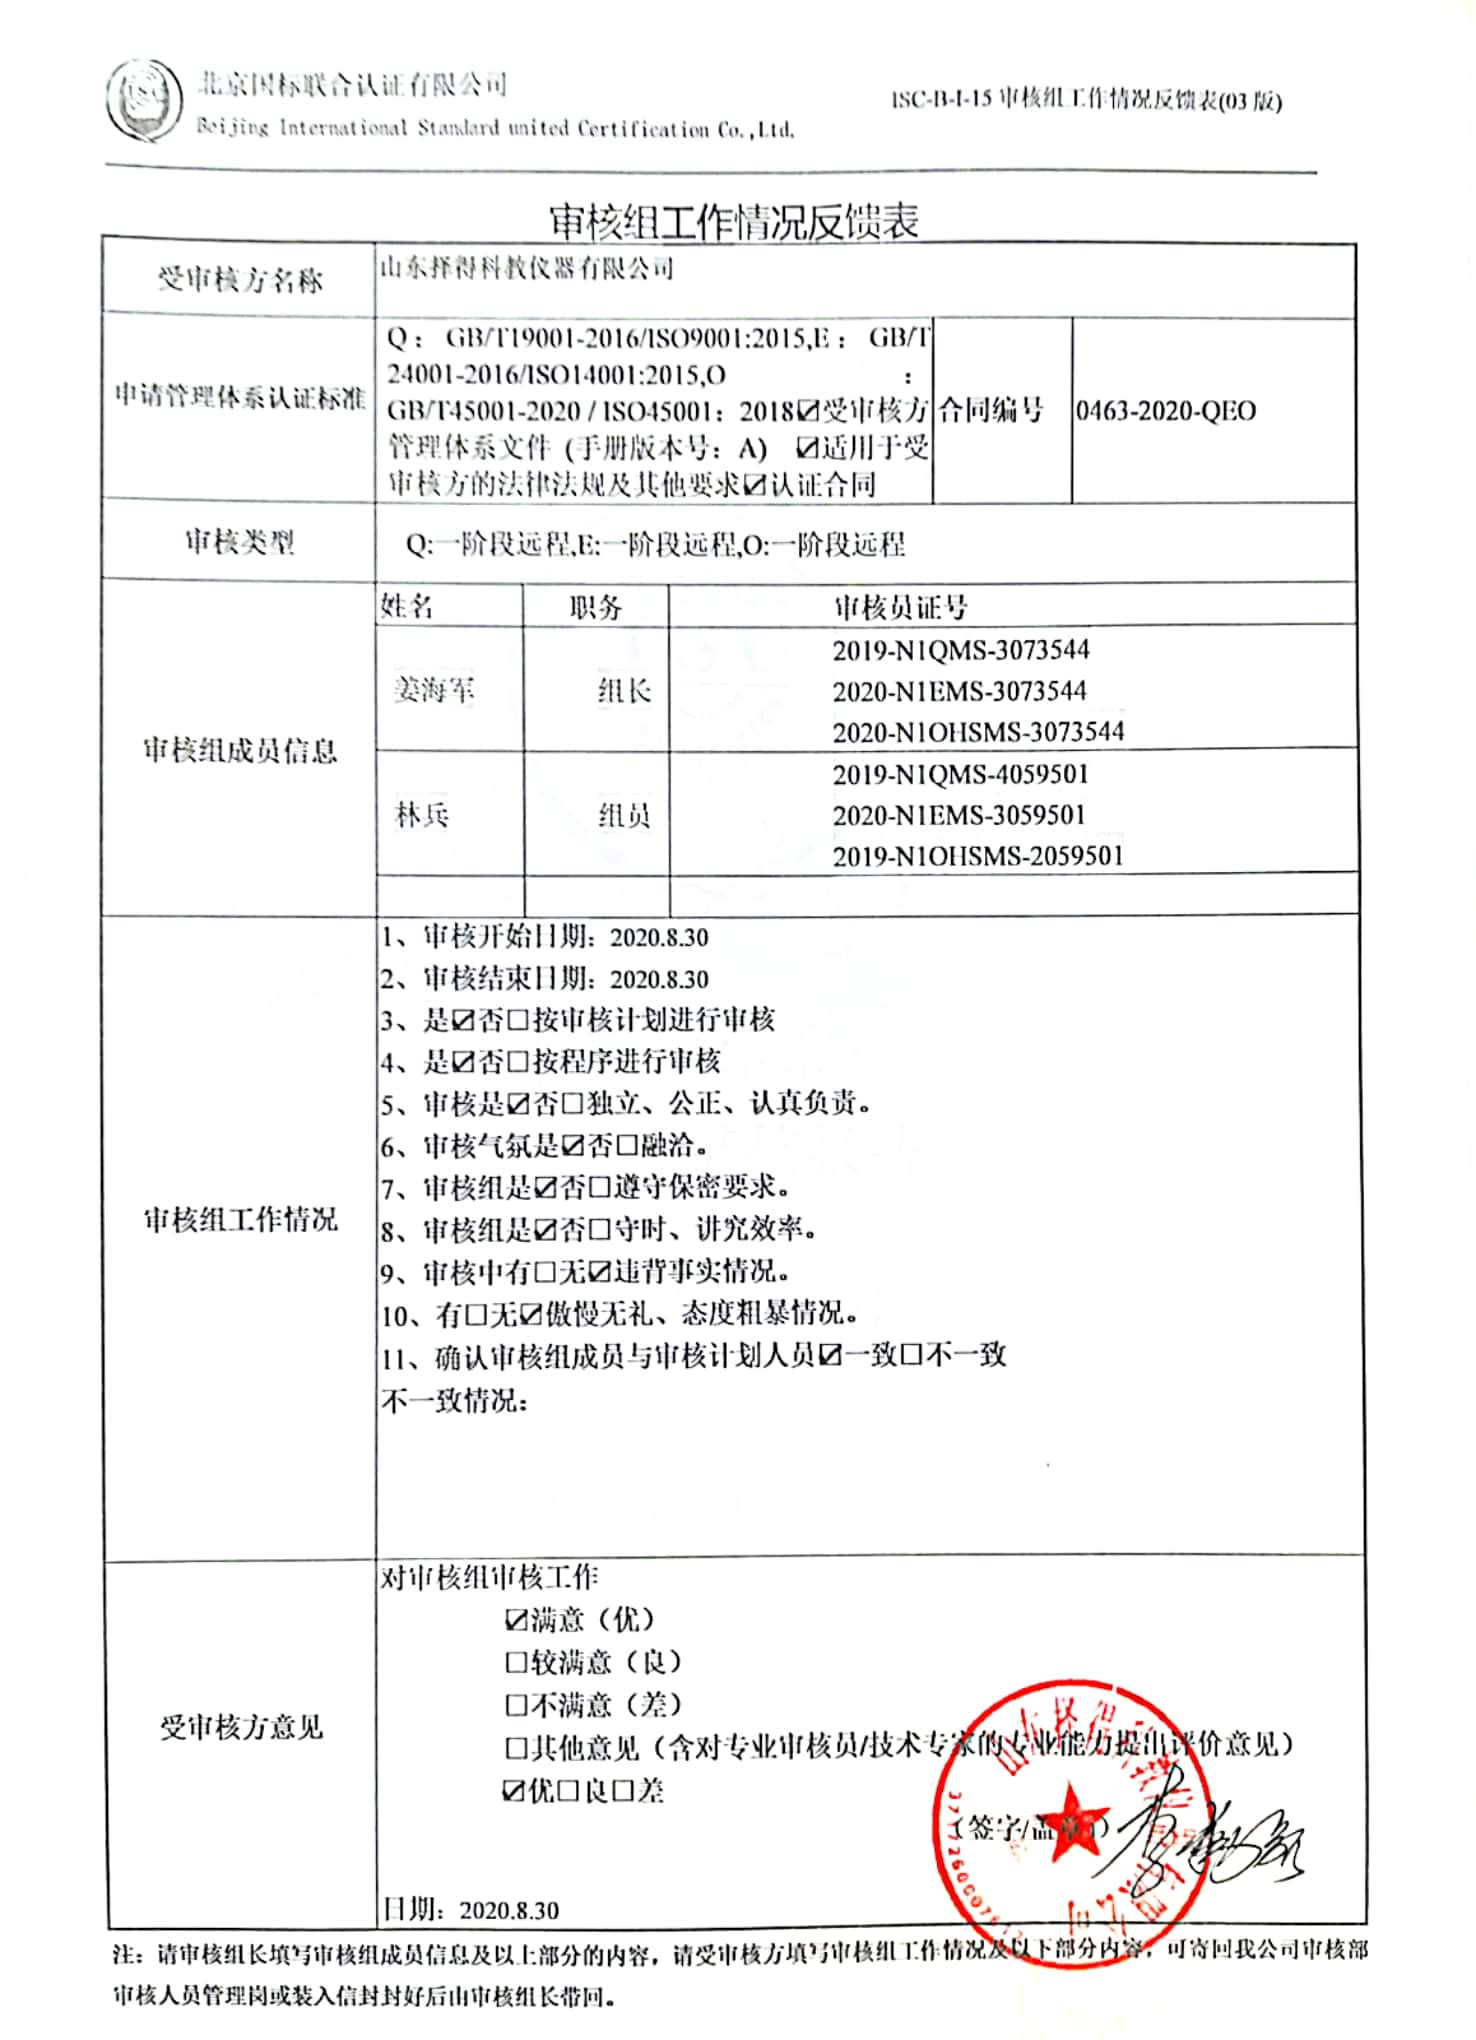 北京国标联合认证有限公司
Beijing International Standard united Certification Co.,Ltd.
ISC-B-I-15 审核组工作情况反馈表(03 版)
审核组工作情况反馈表
受审核方名称
山东择得科教仪器有限公司
申请管理体系认证标准
Q： GB/T19001-2016/ISO9001:2015,E： GB/T
24001-2016/ISO14001:2015,O ：
GB/T45001-2020 / ISO45001：2018☑受审核方
管理体系文件 (手册版本号：A) ☑适用于受
审核方的法律法规及其他要求☑认证合同
合同编号
0463-2020-QEO
审核类型
Q:一阶段远程,E:一阶段远程,O:一阶段远程
审核组成员信息
姓名 职务 审核员证号
姜海军 组长
2019-N1QMS-3073544
2020-N1EMS-3073544
2020-N1OHSMS-3073544
林兵 组员
2019-N1QMS-4059501
2020-N1EMS-3059501
2019-N1OHSMS-2059501
审核组工作情况
1、审核开始日期：2020.8.30
2、审核结束日期：2020.8.30
3、是☑否☐按审核计划进行审核
4、是☑否☐按程序进行审核
5、审核是☑否☐独立、公正、认真负责。
6、审核气氛是☑否☐融洽。
7、审核组是☑否☐遵守保密要求。
8、审核组是☑否☐守时、讲究效率。
9、审核中有☐无☑违背事实情况。
10、有☐无☑傲慢无礼、态度粗暴情况。
11、确认审核组成员与审核计划人员☑一致☐不一致
不一致情况：
受审核方意见
对审核组审核工作
☑满意（优）
☐较满意（良）
☐不满意（差）
☐其他意见（含对专业审核员/技术专家的专业能力提出评价意见）
☑优☐良☐差
（签字/盖章）
日期：2020.8.30
注：请审核组长填写审核组成员信息及以上部分的内容，请受审核方填写审核组工作情况及以下部分内容，可寄回我公司审核部
审核人员管理岗或装入信封封好后由审核组长带回。